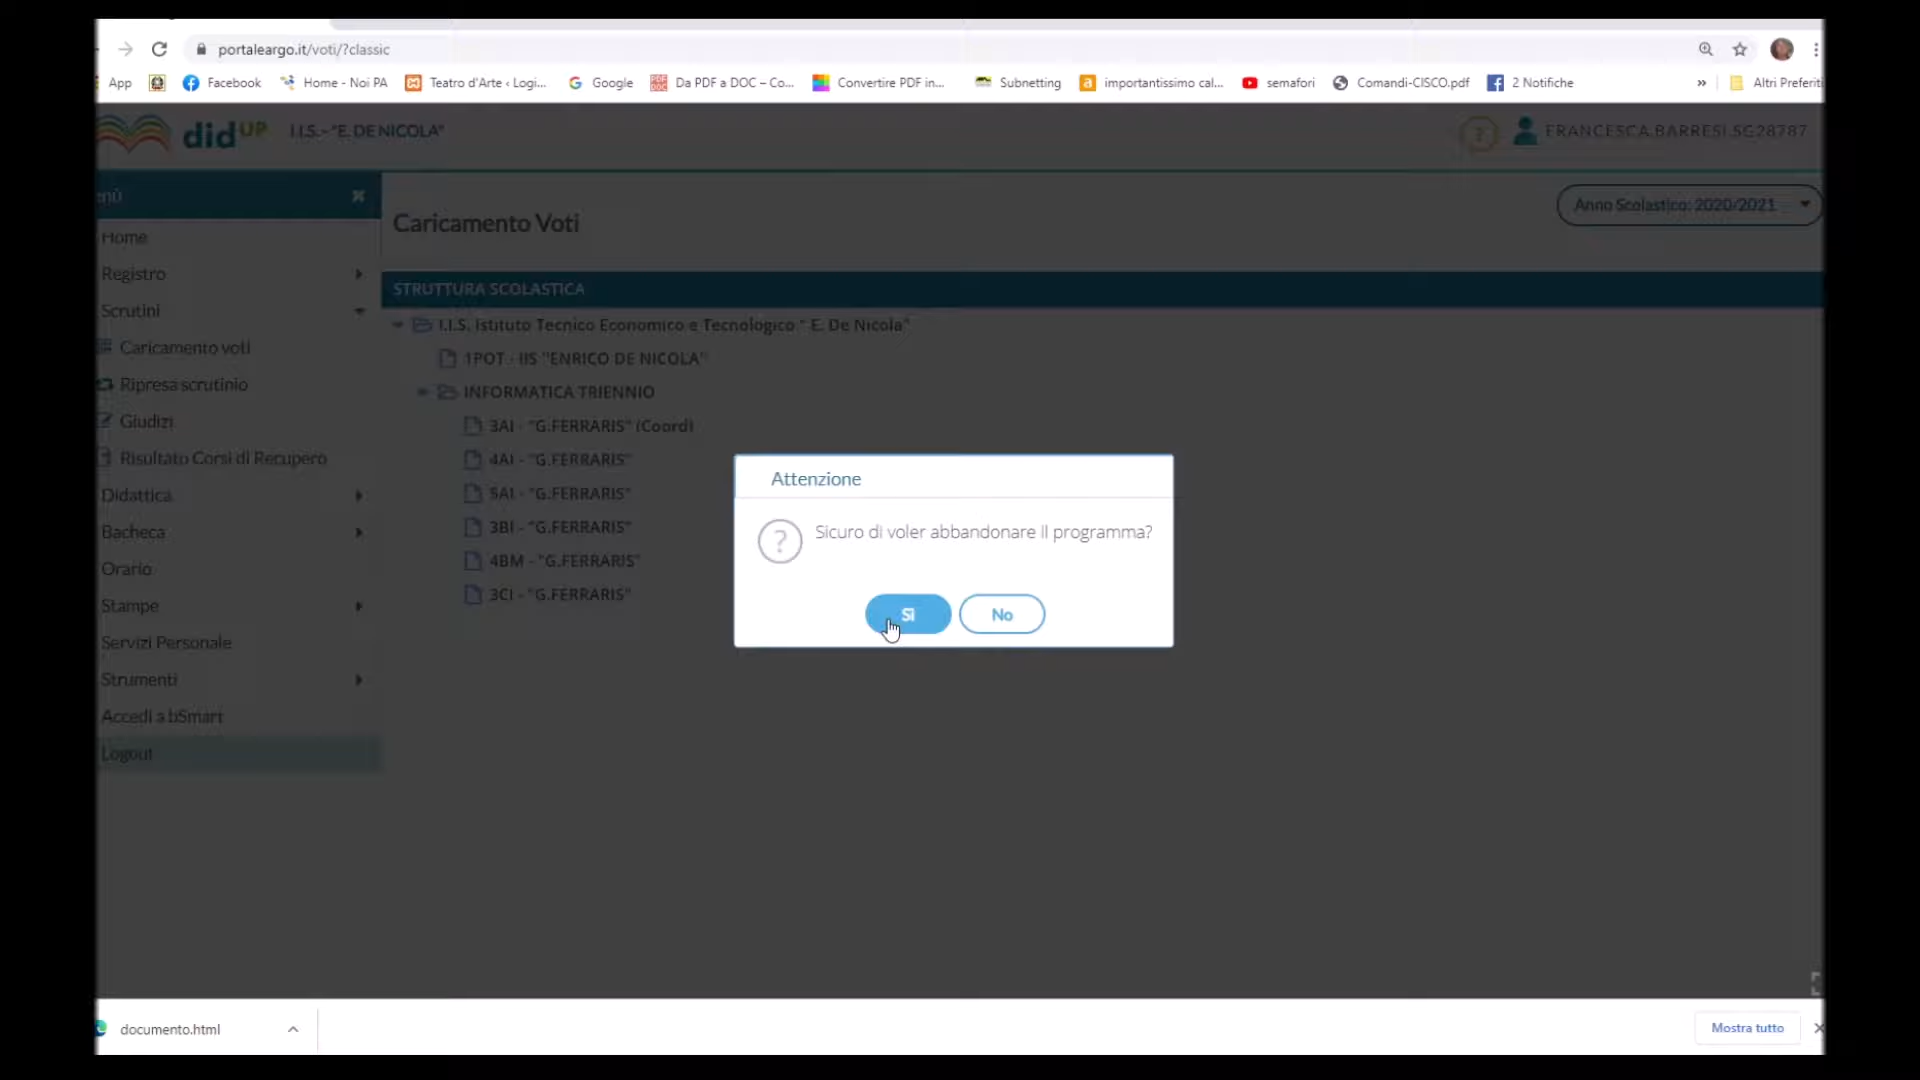 portaleargo.it/voti/?classic
App
Facebook
Home - Noi PA
Teatro d'Arte ‹ Logi...
Google
Da PDF a DOC – Co...
Convertire PDF in...
Subnetting
importantissimo cal...
semafori
Comandi-CISCO.pdf
2 Notifiche
»
Altri Preferiti
didUP
I.I.S.- "E. DE NICOLA"
?
FRANCESCA.BARRESI.SG28787
enù
Caricamento Voti
Anno Scolastico: 2020/2021
Home
Registro
Scrutini
Caricamento voti
Ripresa scrutinio
Giudizi
Risultato Corsi di Recupero
Didattica
Bacheca
Orario
Stampe
Servizi Personale
Strumenti
Accedi a bSmart
Logout
STRUTTURA SCOLASTICA
I.I.S. Istituto Tecnico Economico e Tecnologico " E. De Nicola"
1POT - IIS "ENRICO DE NICOLA"
INFORMATICA TRIENNIO
3AI - "G.FERRARIS" (Coord)
4AI - "G.FERRARIS"
5AI - "G.FERRARIS"
3BI - "G.FERRARIS"
4BM - "G.FERRARIS"
3CI - "G.FERRARIS"
Attenzione
?
Sicuro di voler abbandonare il programma?
Sì
No
documento.html
Mostra tutto